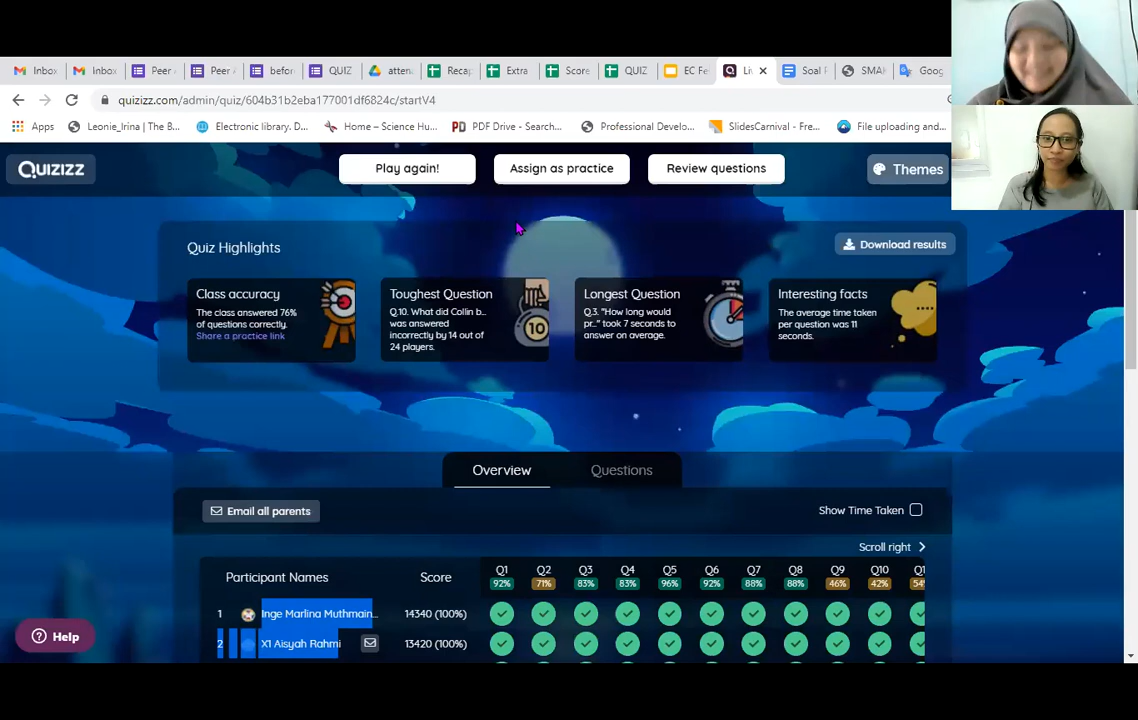 Inbox
Inbox
Peer
Peer
befor
QUIZ
atten
Recap
Extra
Score
QUIZ
EC Fe
Liv
Soal
SMA
Goog
quizizz.com/admin/quiz/604b31b2eba177001df6824c/startV4
Apps
Leonie_Irina | The B...
Electronic library. D...
Home – Science Hu...
PDF Drive - Search...
Professional Develo...
SlidesCarnival - Fre...
File uploading and...
Quizizz
Play again!
Assign as practice
Review questions
Themes
Quiz Highlights
Download results
Class accuracy
The class answered 76%
of questions correctly.
Share a practice link
Toughest Question
Q.10. What did Collin b...
was answered
incorrectly by 14 out of
24 players.
10
Longest Question
Q.3. "How long would
pr..." took 7 seconds to
answer on average.
Interesting facts
The average time taken
per question was 11
seconds.
Overview
Questions
Email all parents
Show Time Taken
Scroll right
Participant Names
Score
Q1
Q2
Q3
Q4
Q5
Q6
Q7
Q8
Q9
Q10
92%
71%
83%
83%
96%
92%
88%
88%
46%
42%
1 Inge Marlina Muthmain... 14340 (100%)
2 X1 Aisyah Rahmi 13420 (100%)
Help